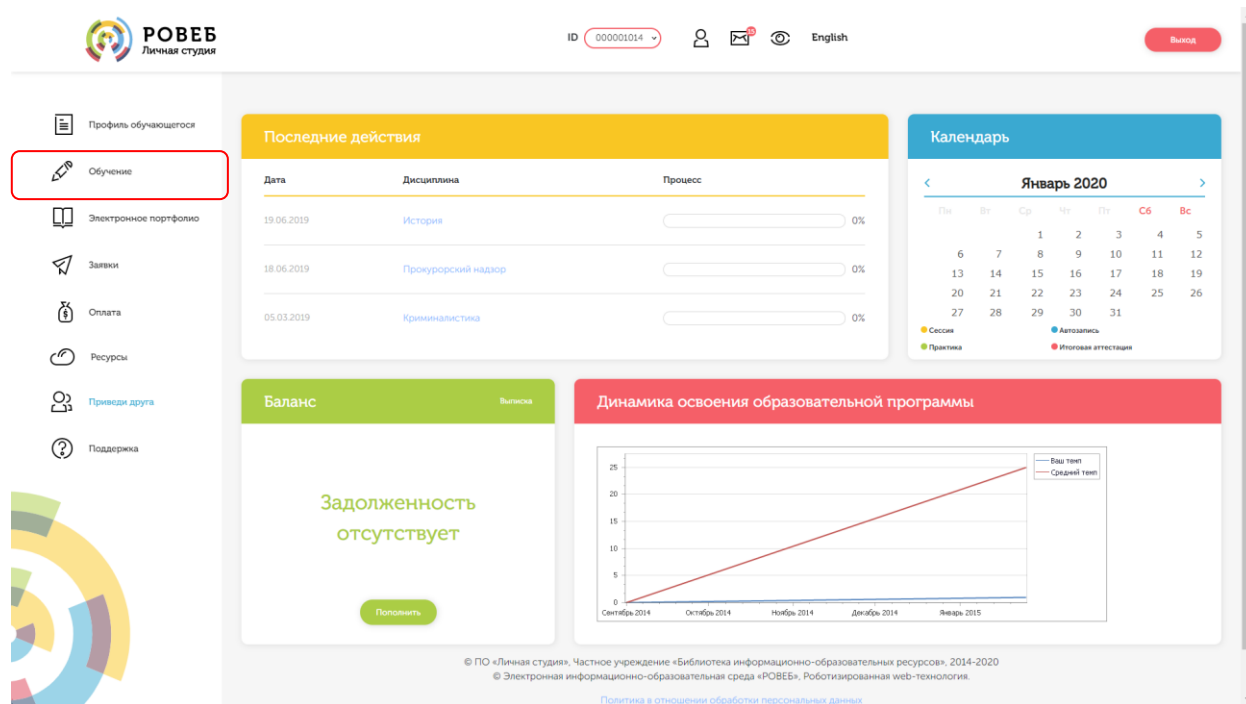 РОВЕБ
Личная студия
ID 000001014
15
English
Выход
Профиль обучающегося
Обучение
Электронное портфолио
Заявки
Оплата
Ресурсы
Приведи друга
Поддержка
Последние действия
Дата Дисциплина Процесс
19.06.2019 История 0%
18.06.2019 Прокурорский надзор 0%
05.03.2019 Криминалистика 0%
Календарь
Январь 2020
Пн Вт Ср Чт Пт Сб Вс
1 2 3 4 5
6 7 8 9 10 11 12
13 14 15 16 17 18 19
20 21 22 23 24 25 26
27 28 29 30 31
Сессия Автозапись
Практика Итоговая аттестация
Баланс Выписка
Задолженность
отсутствует
Пополнить
Динамика освоения образовательной программы
25
20
15
10
5
0
Сентябрь 2014 Октябрь 2014 Ноябрь 2014 Декабрь 2014 Январь 2015
Ваш темп
Средний темп
© ПО «Личная студия», Частное учреждение «Библиотека информационно-образовательных ресурсов», 2014-2020
© Электронная информационно-образовательная среда «РОВЕБ», Роботизированная web-технология.
Политика в отношении обработки персональных данных